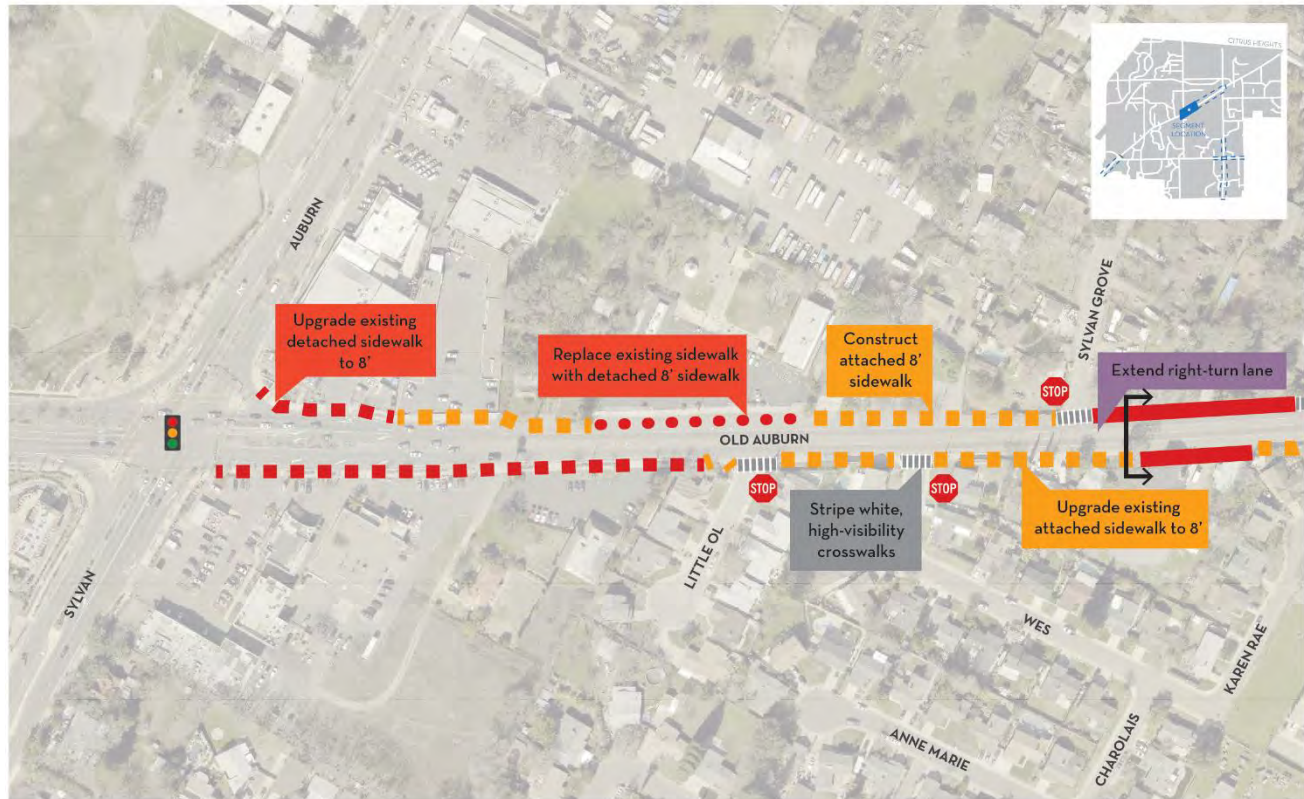 CITRUS HEIGHTS
SEGMENT
LOCATION
AUBURN
SYLVAN GROVE
Upgrade existing
detached sidewalk
to 8'
Replace existing sidewalk
with detached 8' sidewalk
Construct
attached 8'
sidewalk
Extend right-turn lane
STOP
OLD AUBURN
STOP
STOP
Stripe white,
high-visibility
crosswalks
Upgrade existing
attached sidewalk to 8'
LITTLE OL
SYLVAN
WES
KAREN RAE
ANNE MARIE
CHAROLAIS